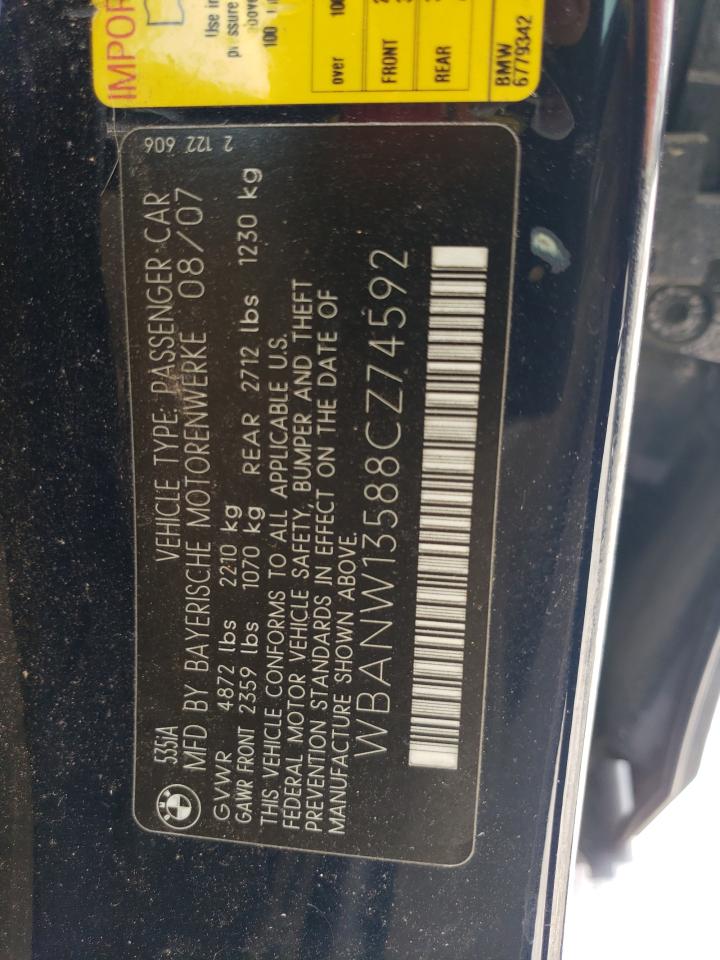 IMPOR
Use in
over 100
FRONT
REAR
BMW
6779342
BMW
535IA VEHICLE TYPE: PASSENGER CAR
2 122 606
MFD BY BAYERISCHE MOTORENWERKE 08/07
GVWR 4872 lbs 2210 kg
GAWR FRONT 2359 lbs 1070 kg REAR 2712 lbs 1230 kg
THIS VEHICLE CONFORMS TO ALL APPLICABLE U.S.
FEDERAL MOTOR VEHICLE SAFETY, BUMPER AND THEFT
PREVENTION STANDARDS IN EFFECT ON THE DATE OF
MANUFACTURE SHOWN ABOVE.
WBANW13588CZ74592